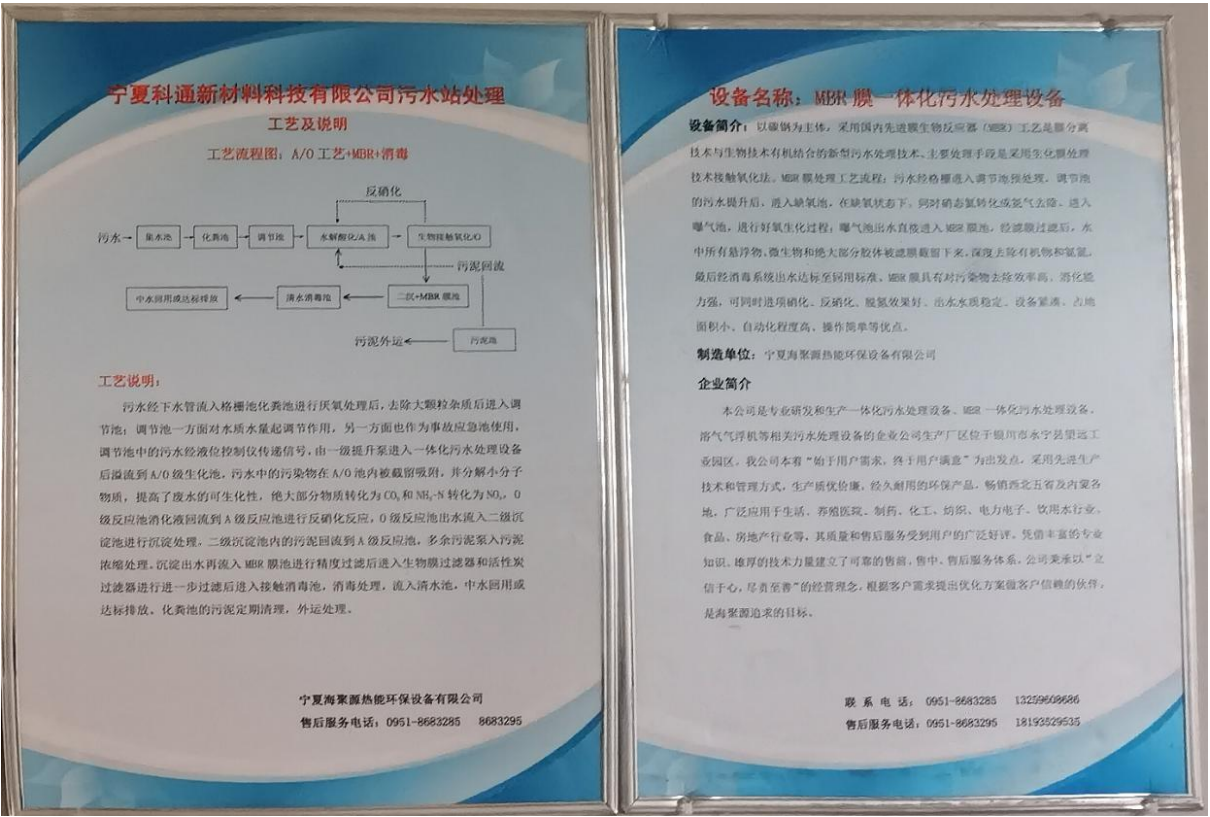 宁夏科通新材料科技有限公司污水站处理
工艺及说明
工艺流程图：A/O 工艺+MBR+消毒
反硝化
污水
集水池
化粪池
调节池
水解酸化/A 池
生物接触氧化/O
污泥回流
中水回用或达标排放
清水消毒池
二沉+MBR 膜池
污泥外运
污泥池
工艺说明：
污水经下水管流入格栅池化粪池进行厌氧处理后，去除大颗粒杂质后进入调
节池；调节池一方面对水质水量起调节作用，另一方面也作为事故应急池使用，
调节池中的污水经液位控制仪传递信号，由一级提升泵进入一体化污水处理设备
后溢流到 A/O 级生化池，污水中的污染物在 A/O 池内被截留吸附，并分解小分子
物质，提高了废水的可生化性，绝大部分物质转化为 CO₂和 NH₃-N 转化为 NO₃，O
级反应池消化液回流到 A 级反应池进行反硝化反应，O 级反应池出水流入二级沉
淀池进行沉淀处理，二级沉淀池内的污泥回流到 A 级反应池，多余污泥泵入污泥
浓缩处理。沉淀出水再流入 MBR 膜池进行精度过滤后进入生物膜过滤器和活性炭
过滤器进行进一步过滤后进入接触消毒池，消毒处理，流入清水池，中水回用或
达标排放。化粪池的污泥定期清理，外运处理。
宁夏海聚源热能环保设备有限公司
售后服务电话：0951-8683285 8683295
设备名称：MBR 膜一体化污水处理设备
设备简介：以碳钢为主体，采用国内先进膜生物反应器（MBR）工艺是膜分离
技术与生物技术有机结合的新型污水处理技术、主要处理手段是采用生化膜处理
技术接触氧化法。MBR 膜处理工艺流程：污水经格栅进入调节池预处理，调节池
的污水提升后，进入缺氧池，在缺氧状态下，同时硝态氮转化成氮气去除、进入
曝气池，进行好氧生化过程；曝气池出水直接进入 MBR 膜池，经滤膜过滤后，水
中所有悬浮物、微生物和绝大部分胶体被滤膜截留下来，深度去除有机物和氨氮，
最后经消毒系统出水达标至回用标准。MBR 膜具有对污染物去除效率高、消化能
力强，可同时进项硝化、反硝化、脱氮效果好、出水水质稳定、设备紧凑、占地
面积小、自动化程度高、操作简单等优点。
制造单位：宁夏海聚源热能环保设备有限公司
企业简介
本公司是专业研发和生产一体化污水处理设备、MBR 一体化污水处理设备、
溶气气浮机等相关污水处理设备的企业公司生产厂区位于银川市永宁县望远工
业园区。我公司本着“始于用户需求，终于用户满意”为出发点，采用先进生产
技术和管理方式，生产质优价廉，经久耐用的环保产品，畅销西北五省及内蒙各
地，广泛应用于生活、养殖医院、制药、化工、纺织、电力电子、饮用水行业、
食品、房地产行业等，其质量和售后服务受到用户的广泛好评。凭借丰富的专业
知识、雄厚的技术力量建立了可靠的售前、售中、售后服务体系。公司秉承以“立
信于心，尽责至善”的经营理念，根据客户需求提出优化方案做客户信赖的伙伴，
是海聚源追求的目标。
联 系 电 话： 0951-8683285 13259608686
售后服务电话：0951-8683295 18193529535